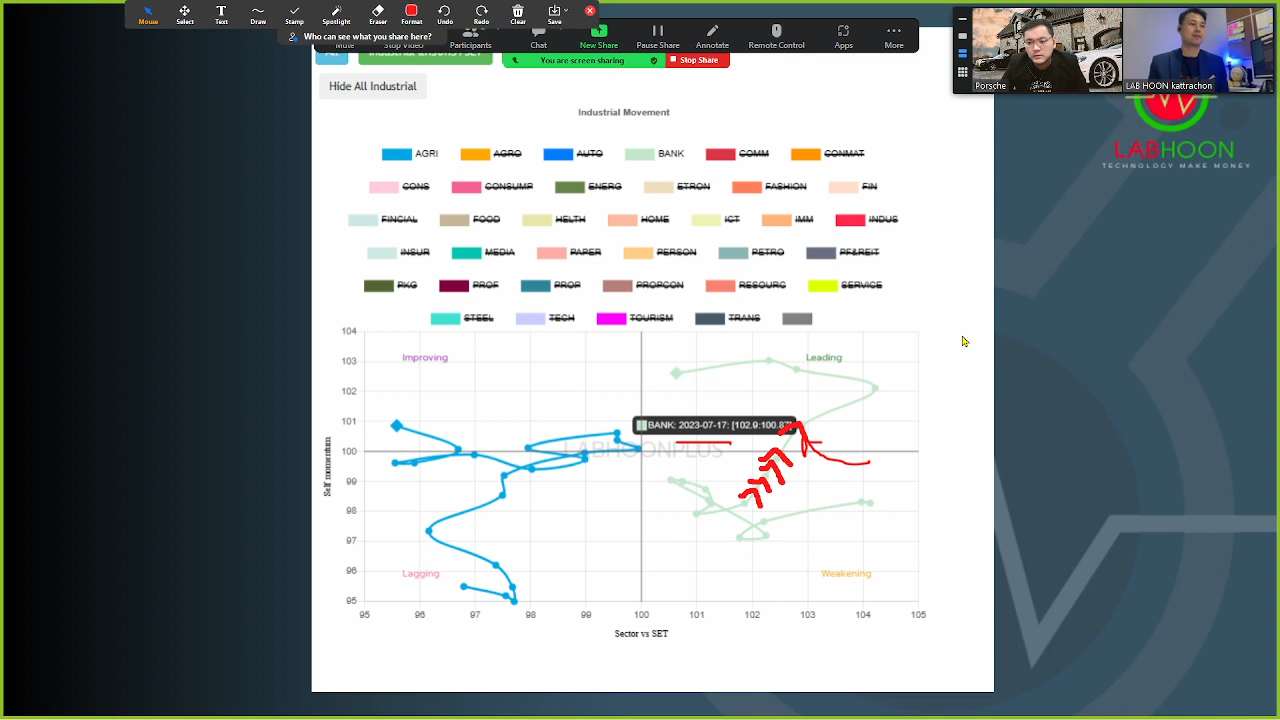 Mouse Select Text Draw Stamp Spotlight Eraser Format Undo Redo Clear Save
Who can see what you share here?
Mute Stop Video Participants Chat New Share Pause Share Annotate Remote Control Apps More
You are screen sharing Stop Share
Porsche LAB HOON kattrachon
Hide All Industrial
LABHOON
TECHNOLOGY MAKE MONEY
Industrial Movement
AGRI AGRO AUTO BANK COMM CONMAT
CONS CONSUMP ENERG ETRON FASHION FIN
FINCIAL FOOD HELTH HOME ICT IMM INDUS
INSUR MEDIA PAPER PERSON PETRO PF&REIT
PKG PROF PROP PROPCON RESOURC SERVICE
STEEL TECH TOURISM TRANS
104
103
102
101
100
99
98
97
96
95
Self momentum
Improving Leading
BANK: 2023-07-17: [102.9:100.87]
LABHOONPLUS
Lagging Weakening
95 96 97 98 99 100 101 102 103 104 105
Sector vs SET